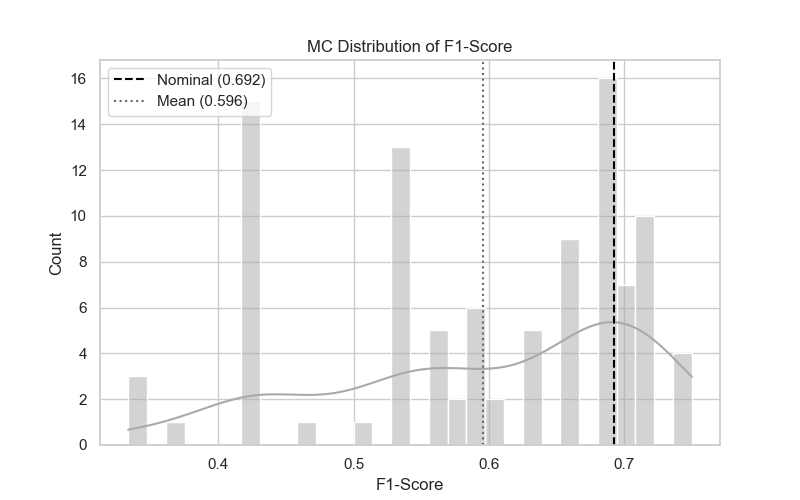 MC Distribution of F1-Score
Nominal (0.692)
Mean (0.596)
16
14
12
10
8
6
4
2
0
Count
0.4 0.5 0.6 0.7
F1-Score